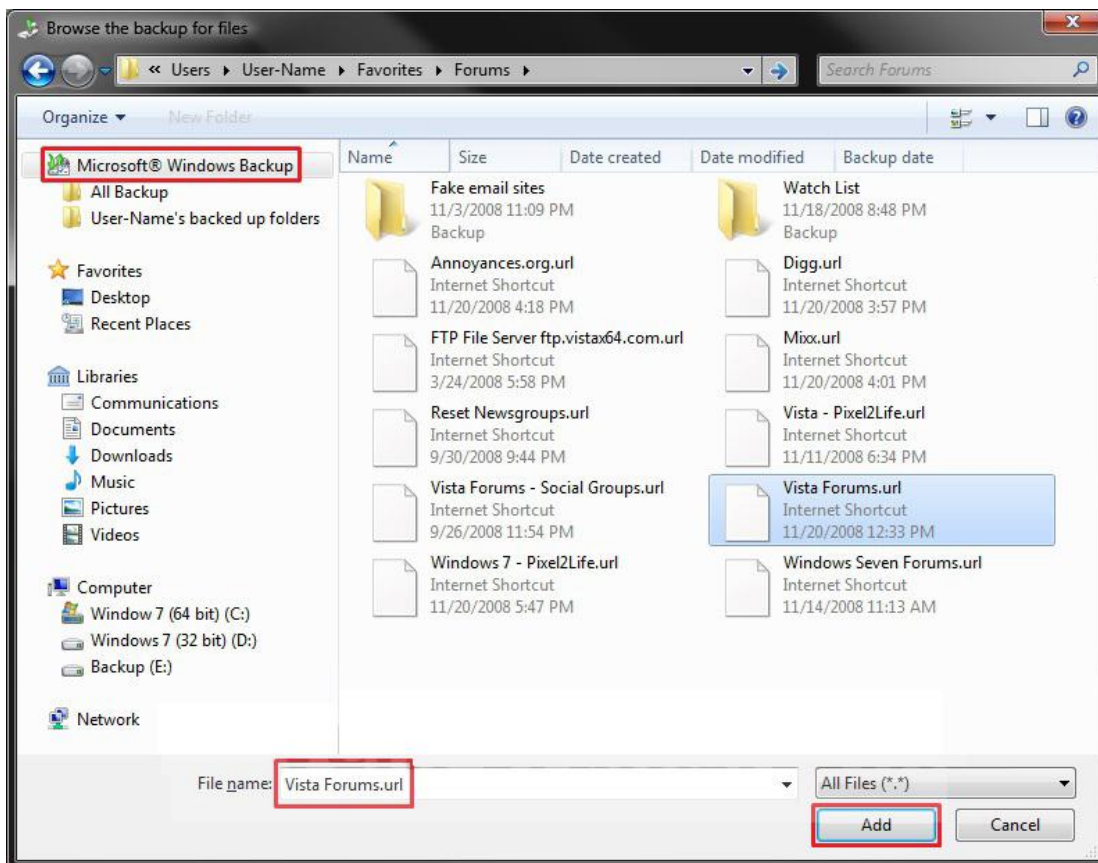 Browse the backup for files
« Users ▸ User-Name ▸ Favorites ▸ Forums ▸
Search Forums
Organize
New Folder
Microsoft® Windows Backup
All Backup
User-Name's backed up folders
Favorites
Desktop
Recent Places
Libraries
Communications
Documents
Downloads
Music
Pictures
Videos
Computer
Window 7 (64 bit) (C:)
Windows 7 (32 bit) (D:)
Backup (E:)
Network
Name Size Date created Date modified Backup date
Fake email sites
11/3/2008 11:09 PM
Backup
Watch List
11/18/2008 8:48 PM
Backup
Annoyances.org.url
Internet Shortcut
11/20/2008 4:18 PM
Digg.url
Internet Shortcut
11/20/2008 3:57 PM
FTP File Server ftp.vistax64.com.url
Internet Shortcut
3/24/2008 5:58 PM
Mixx.url
Internet Shortcut
11/20/2008 4:01 PM
Reset Newsgroups.url
Internet Shortcut
9/30/2008 9:44 PM
Vista - Pixel2Life.url
Internet Shortcut
11/11/2008 6:34 PM
Vista Forums - Social Groups.url
Internet Shortcut
9/26/2008 11:54 PM
Vista Forums.url
Internet Shortcut
11/20/2008 12:33 PM
Windows 7 - Pixel2Life.url
Internet Shortcut
11/20/2008 5:47 PM
Windows Seven Forums.url
Internet Shortcut
11/14/2008 11:13 AM
File name: Vista Forums.url
All Files (*.*)
Add
Cancel